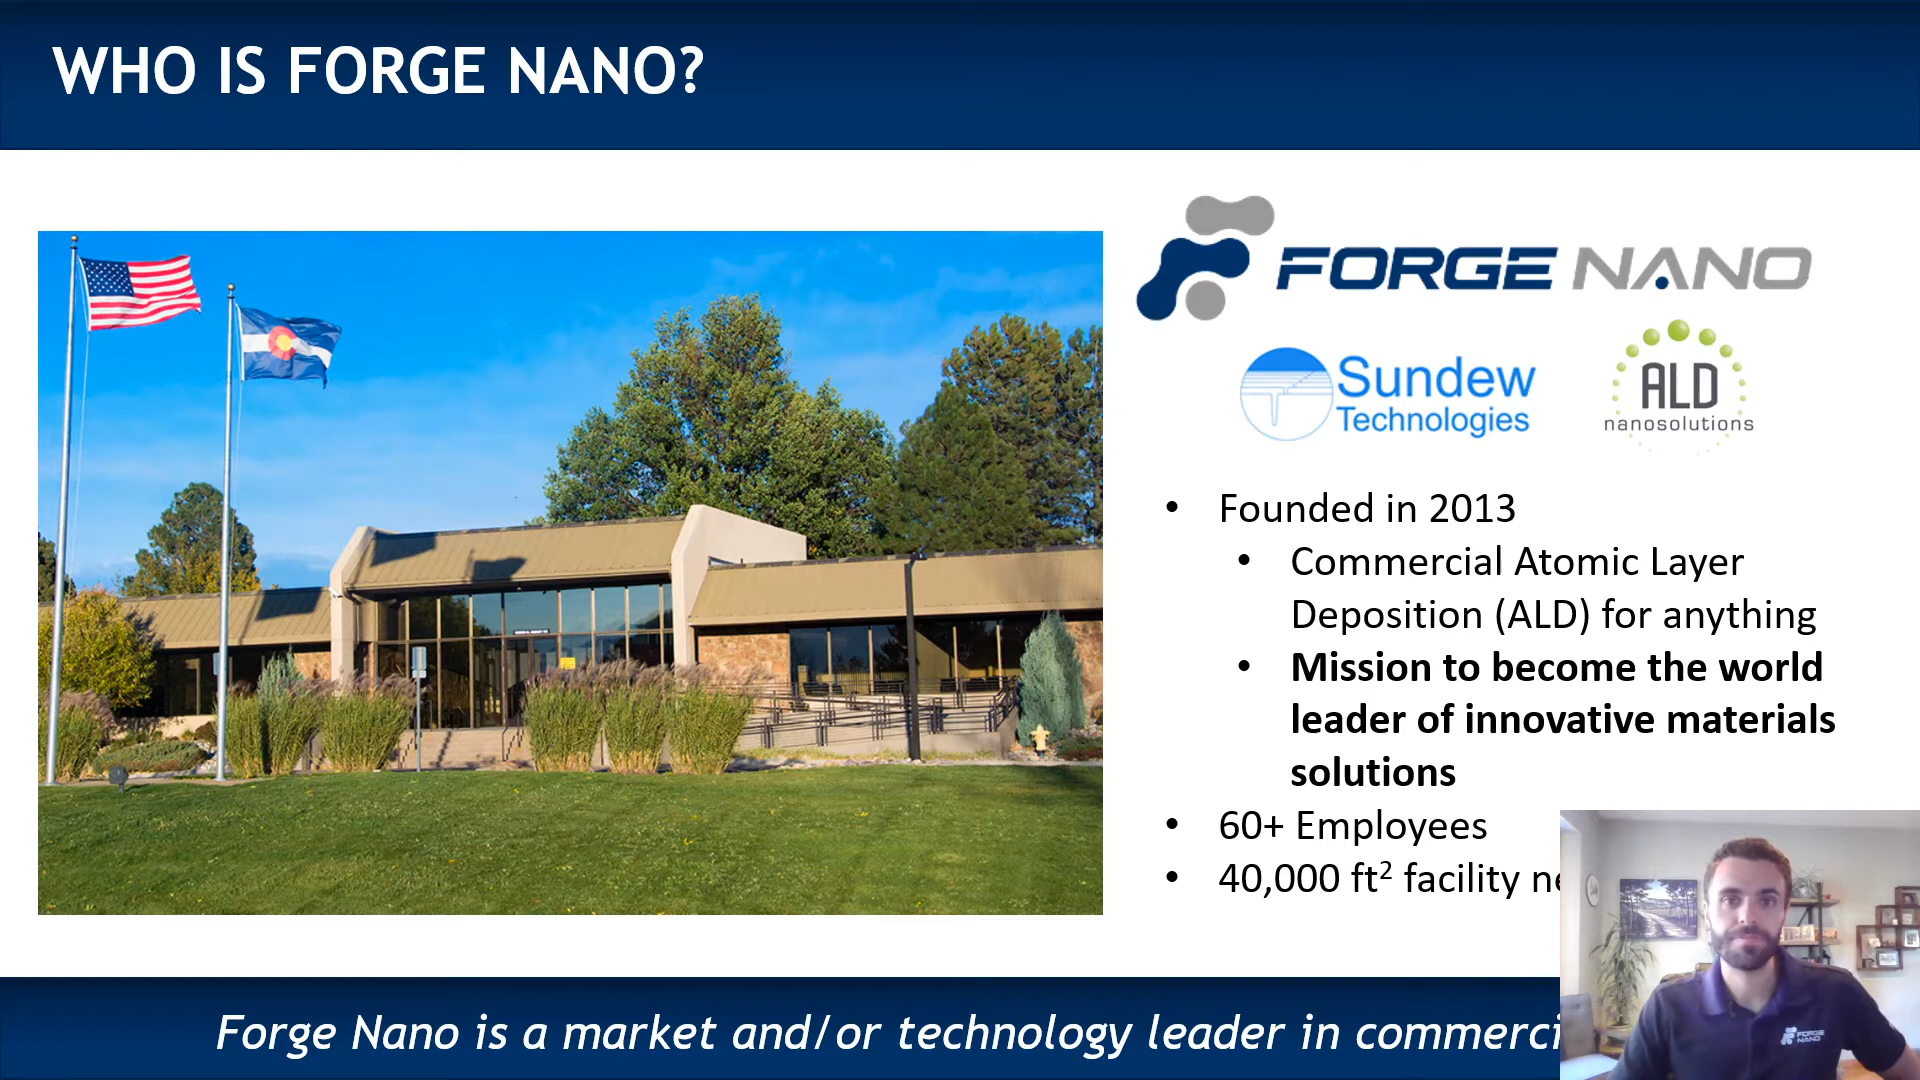 WHO IS FORGE NANO?
FORGE NANO
Sundew
Technologies
ALD
nanosolutions
• Founded in 2013
• Commercial Atomic Layer
Deposition (ALD) for anything
• Mission to become the world
leader of innovative materials
solutions
• 60+ Employees
• 40,000 ft² facility
Forge Nano is a market and/or technology leader in
FORGE
NANO